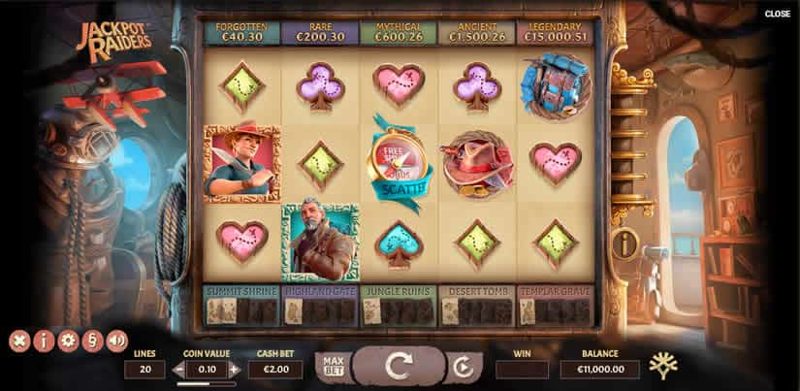 CLOSE
JACKPOT
RAIDERS
FORGOTTEN
€40.30
RARE
€200.30
MYTHICAL
€600.26
ANCIENT
€1,500.26
LEGENDARY
€15 000.51
FREE
SCATTER
SUMMIT SHRINE
HIGHLAND GATE
JUNGLE RUINS
DESERT TOMB
TEMPLAR GRAVE
LINES
20
COIN VALUE
0.10
CASH BET
€2.00
MAX
BET
WIN
BALANCE
€11,000.00